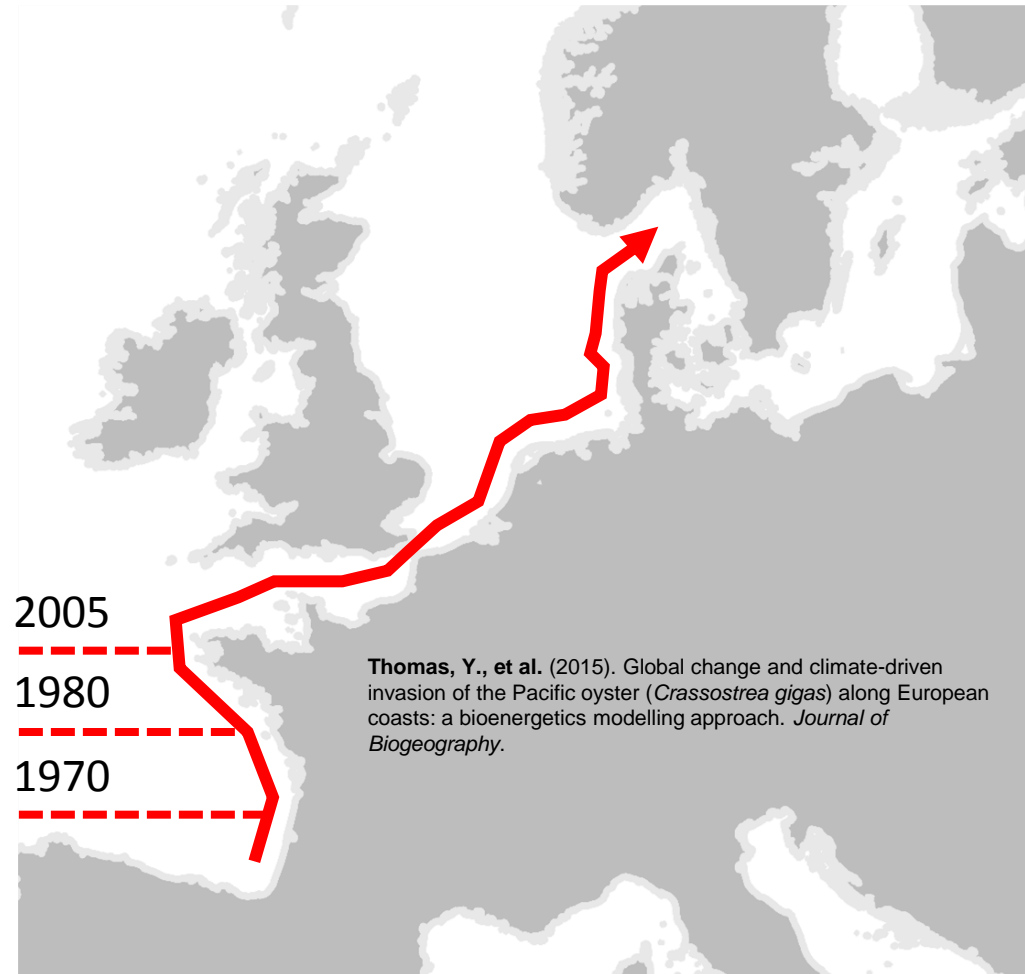 2005
1980
1970
Thomas, Y., et al. (2015). Global change and climate-driven
invasion of the Pacific oyster (Crassostrea gigas) along European
coasts: a bioenergetics modelling approach. Journal of
Biogeography.